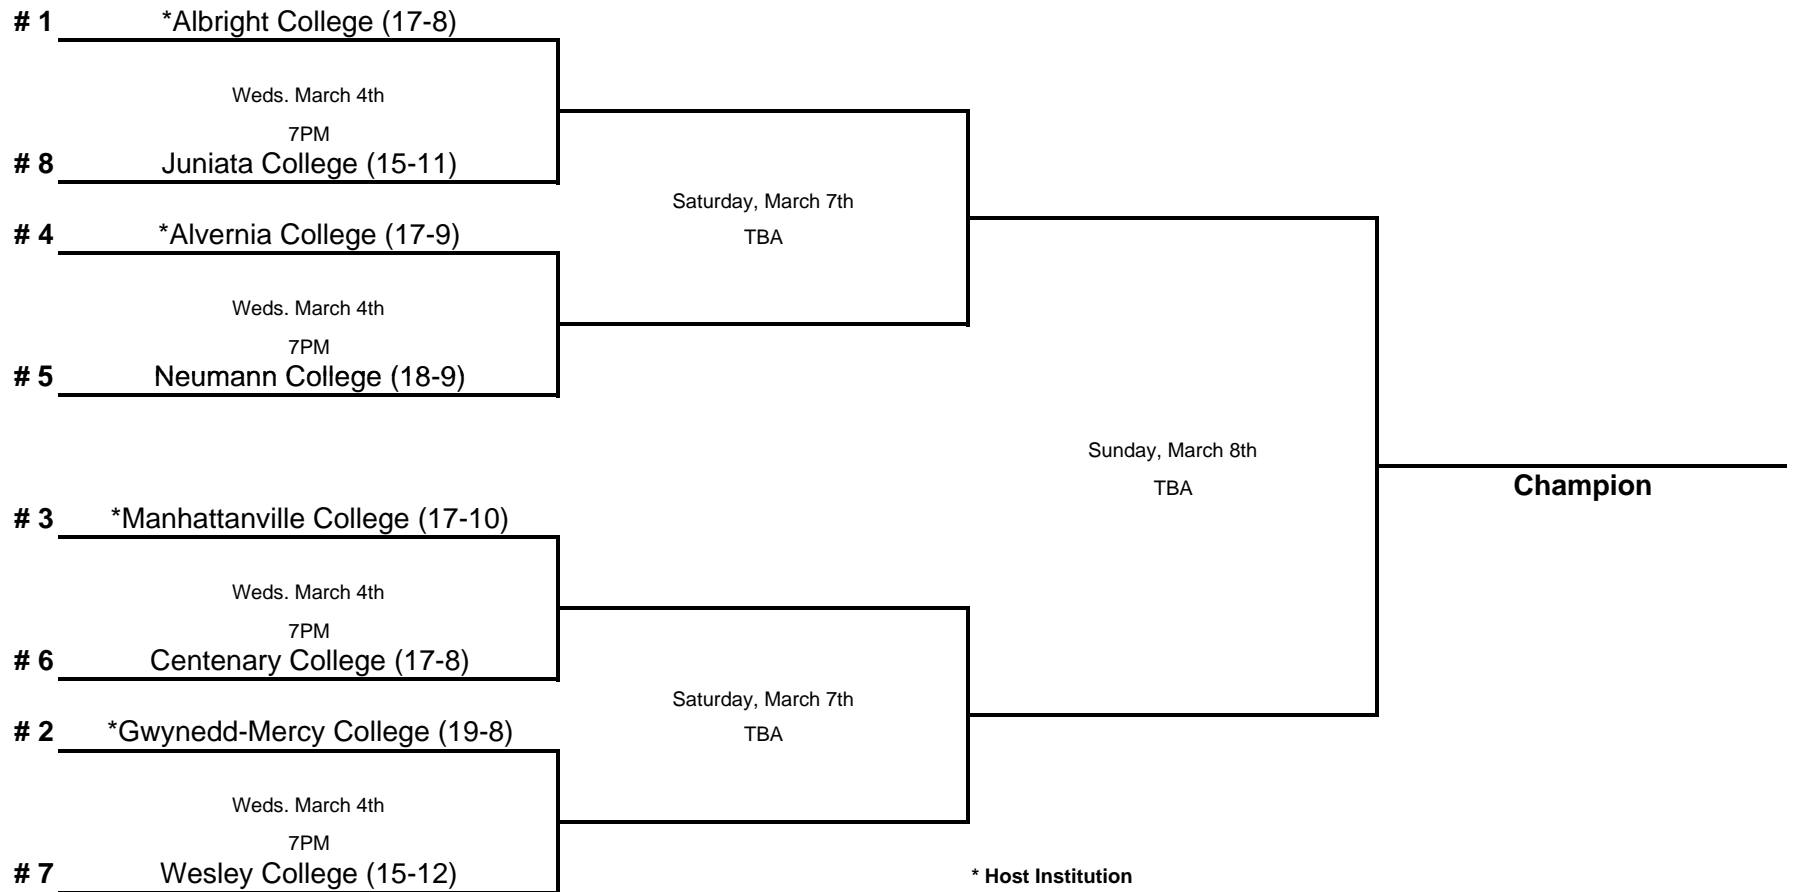 # 1 *Albright College (17-8)
Weds. March 4th
7PM
# 8 Juniata College (15-11)
Saturday, March 7th
TBA
# 4 *Alvernia College (17-9)
Weds. March 4th
7PM
# 5 Neumann College (18-9)
Sunday, March 8th
TBA
Champion
# 3 *Manhattanville College (17-10)
Weds. March 4th
7PM
# 6 Centenary College (17-8)
Saturday, March 7th
TBA
# 2 *Gwynedd-Mercy College (19-8)
Weds. March 4th
7PM
# 7 Wesley College (15-12)
* Host Institution